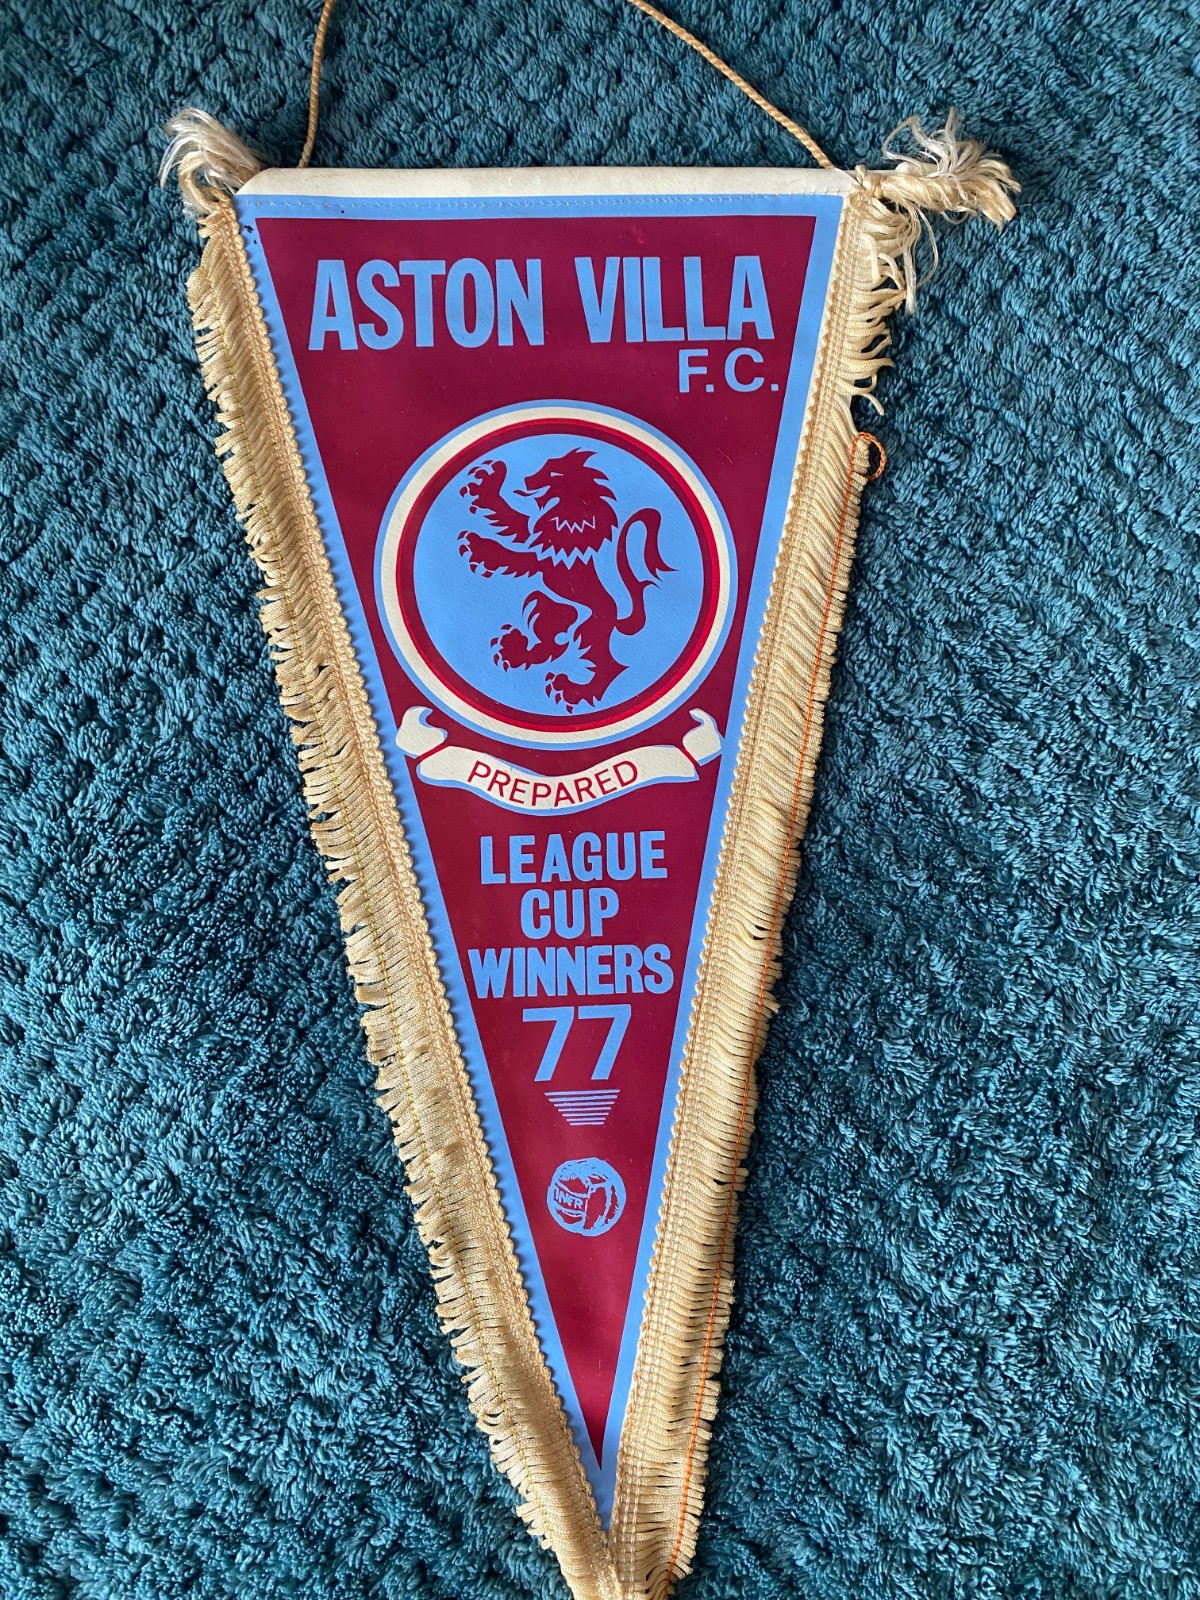 ASTON VILLA
F.C.
PREPARED
LEAGUE
CUP
WINNERS
77